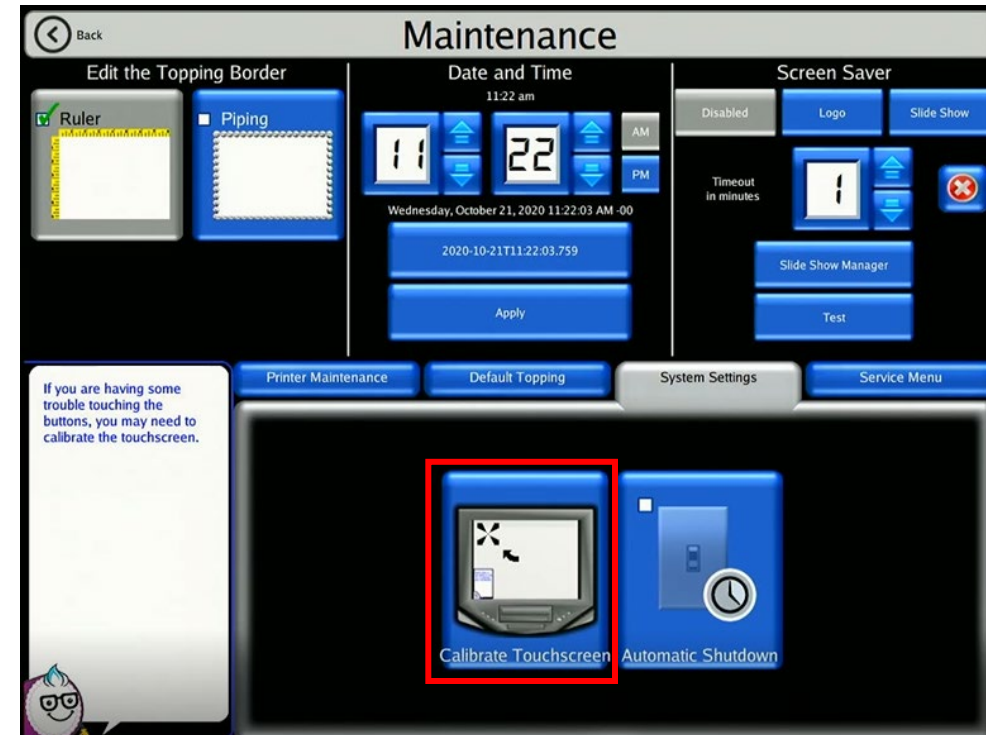 Back
Maintenance
Edit the Topping Border
Ruler
Piping
Date and Time
11:22 am
11
22
AM
PM
Wednesday, October 21, 2020 11:22:03 AM -00
2020-10-21T11:22:03.759
Apply
Screen Saver
Disabled
Logo
Slide Show
Timeout
in minutes
1
Slide Show Manager
Test
If you are having some
trouble touching the
buttons, you may need to
calibrate the touchscreen.
Printer Maintenance
Default Topping
System Settings
Service Menu
Calibrate Touchscreen
Automatic Shutdown